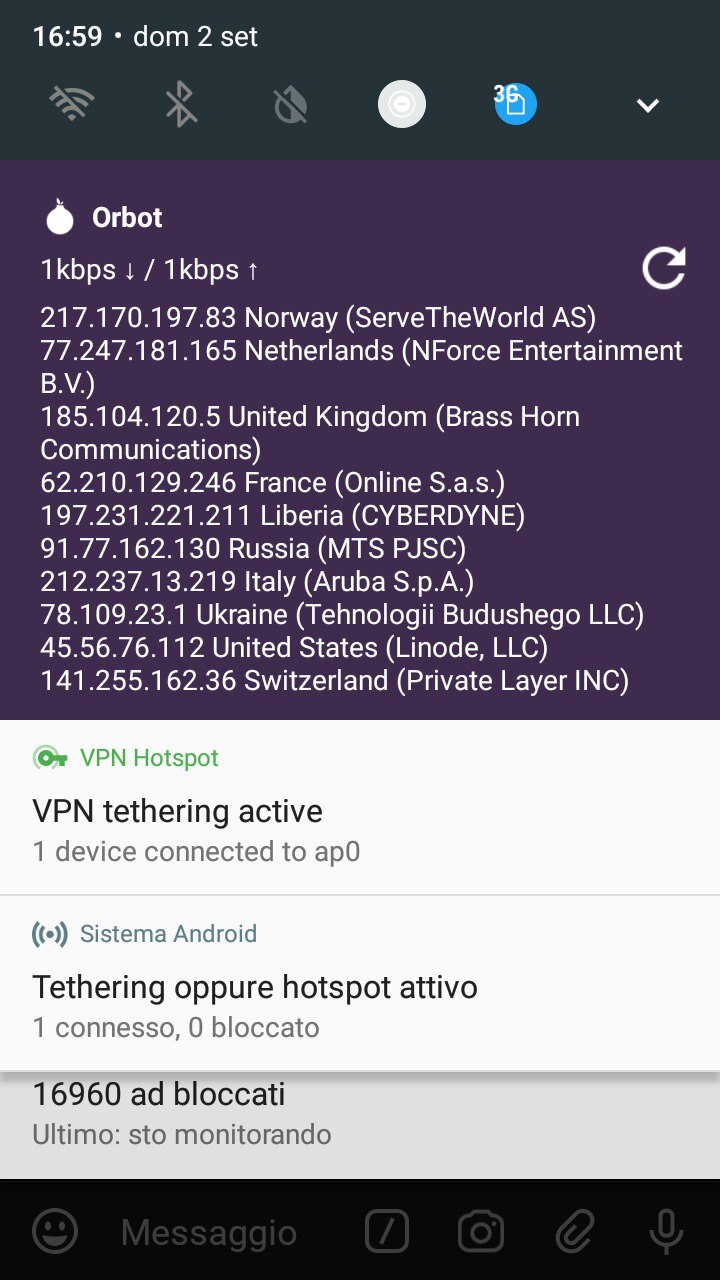 16:59 • dom 2 set
3G
Orbot
1kbps ↓ / 1kbps ↑
217.170.197.83 Norway (ServeTheWorld AS)
77.247.181.165 Netherlands (NForce Entertainment
B.V.)
185.104.120.5 United Kingdom (Brass Horn
Communications)
62.210.129.246 France (Online S.a.s.)
197.231.221.211 Liberia (CYBERDYNE)
91.77.162.130 Russia (MTS PJSC)
212.237.13.219 Italy (Aruba S.p.A.)
78.109.23.1 Ukraine (Tehnologii Budushego LLC)
45.56.76.112 United States (Linode, LLC)
141.255.162.36 Switzerland (Private Layer INC)
VPN Hotspot
VPN tethering active
1 device connected to ap0
Sistema Android
Tethering oppure hotspot attivo
1 connesso, 0 bloccato
16960 ad bloccati
Ultimo: sto monitorando
Messaggio